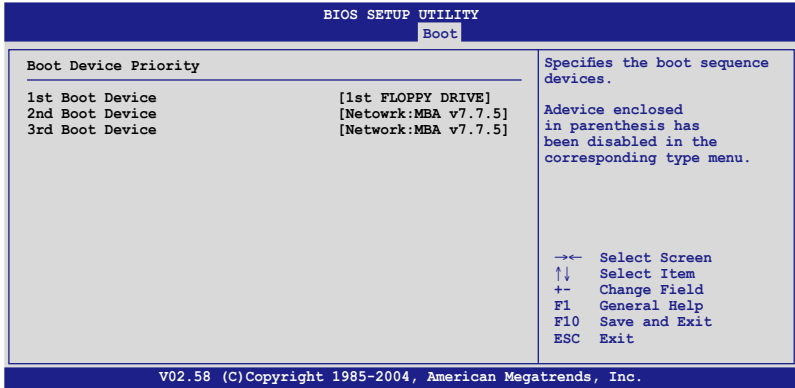 BIOS SETUP UTILITY
Boot
Boot Device Priority
1st Boot Device [1st FLOPPY DRIVE]
2nd Boot Device [Netowrk:MBA v7.7.5]
3rd Boot Device [Network:MBA v7.7.5]
Specifies the boot sequence
devices.
Adevice enclosed
in parenthesis has
been disabled in the
corresponding type menu.
→← Select Screen
↑↓ Select Item
+- Change Field
F1 General Help
F10 Save and Exit
ESC Exit
V02.58 (C)Copyright 1985-2004, American Megatrends, Inc.